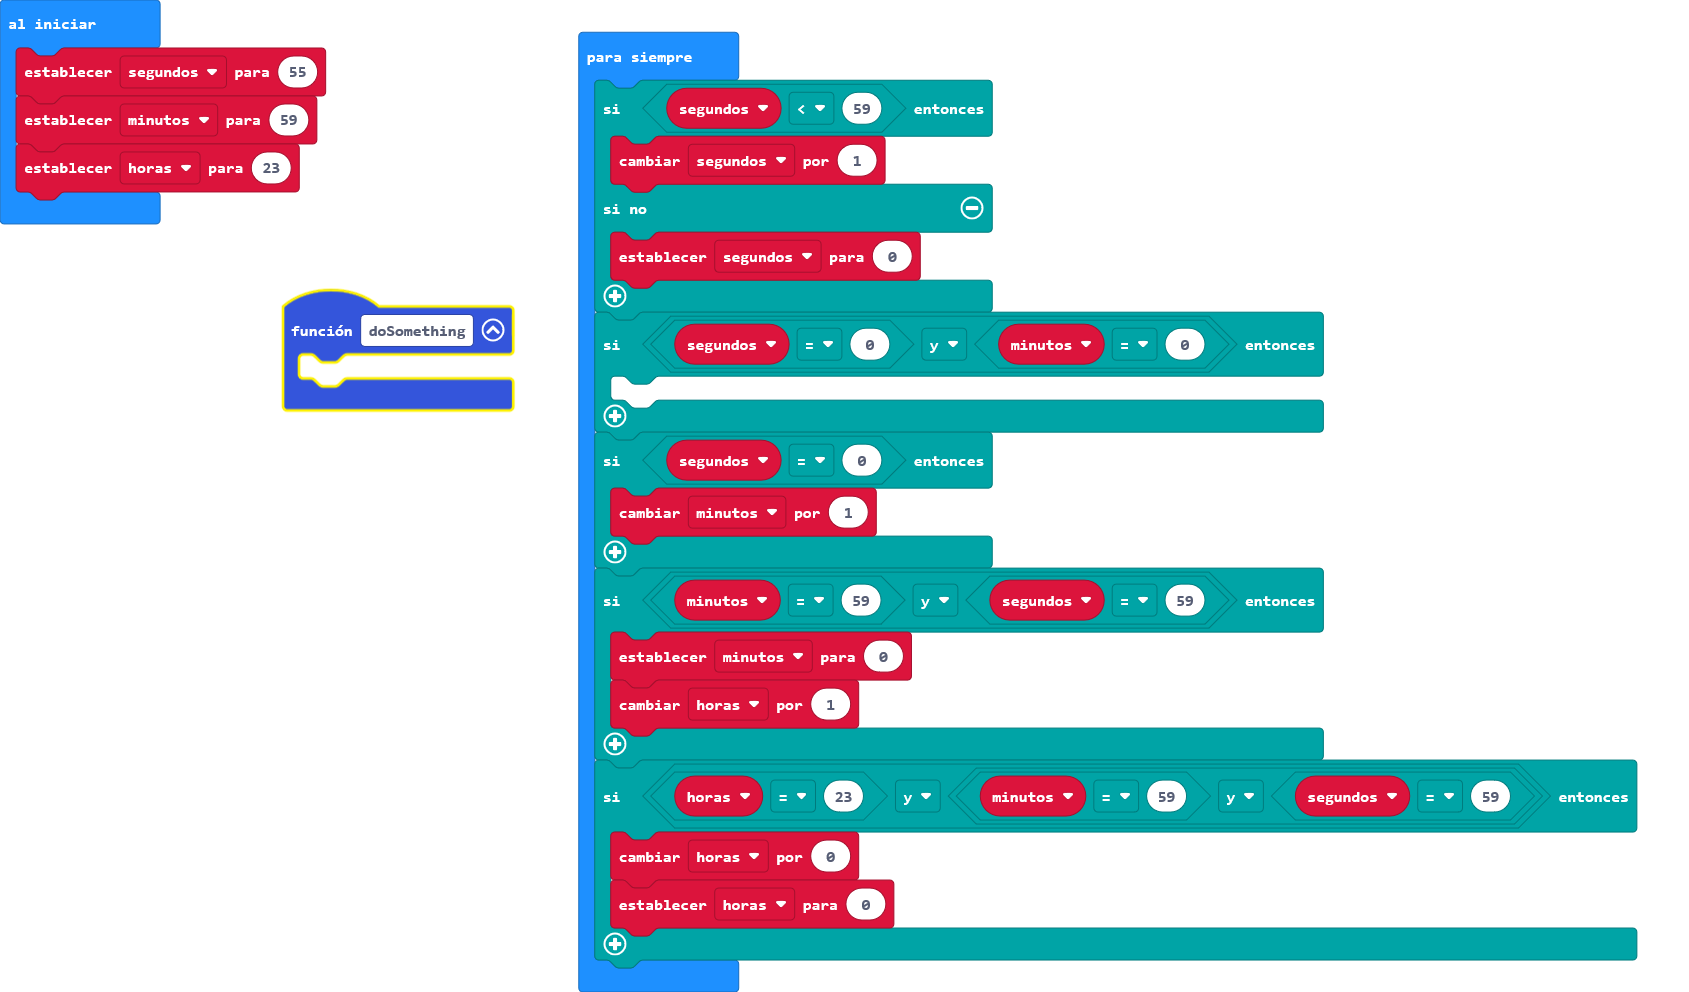 al iniciar
establecer segundos para 55
establecer minutos para 59
establecer horas para 23
función doSomething
para siempre
si segundos < 59 entonces
cambiar segundos por 1
si no
establecer segundos para 0
si segundos = 0 y minutos = 0 entonces
si segundos = 0 entonces
cambiar minutos por 1
si minutos = 59 y segundos = 59 entonces
establecer minutos para 0
cambiar horas por 1
si horas = 23 y minutos = 59 y segundos = 59 entonces
cambiar horas por 0
establecer horas para 0